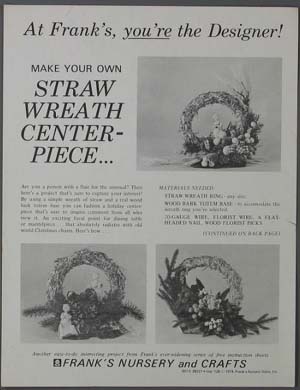 At Frank's, you're the Designer!
MAKE YOUR OWN
STRAW
WREATH
CENTER-
PIECE...
Are you a person with a flair for the unusual? Then
here's a project that's sure to capture your interest!
By using a simple wreath of straw and a real wood
bark totem base you can fashion a holiday center-
piece that's sure to inspire comment from all who
view it. An exciting focal point for dining table
or mantelpiece . . . that absolutely radiates with old
world Christmas charm. Here's how . . .
MATERIALS NEEDED:
STRAW WREATH RING - any size.
WOOD BARK TOTEM BASE - to accomodate the
wreath ring you've selected.
GAUGE WIRE, FLORIST WIRE, A FLAT-
HEADED NAIL, WOOD FLORIST PICKS
(CONTINUED ON BACK PAGE)
Another easy-to-do instructing project from Frank's ever-widening series of free instruction sheets
FRANK'S NURSERY and CRAFTS